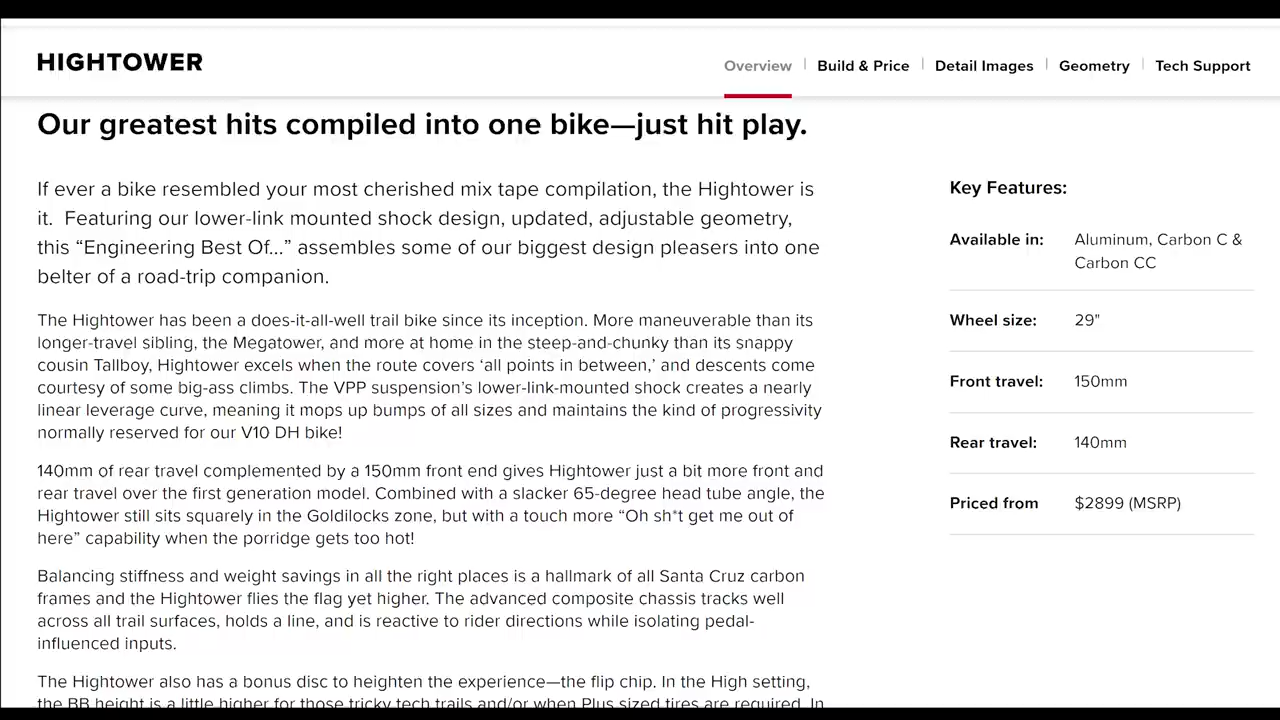 HIGHTOWER
Overview | Build & Price | Detail Images | Geometry | Tech Support
Our greatest hits compiled into one bike—just hit play.
If ever a bike resembled your most cherished mix tape compilation, the Hightower is
it.  Featuring our lower-link mounted shock design, updated, adjustable geometry,
this “Engineering Best Of...” assembles some of our biggest design pleasers into one
belter of a road-trip companion.
The Hightower has been a does-it-all-well trail bike since its inception. More maneuverable than its
longer-travel sibling, the Megatower, and more at home in the steep-and-chunky than its snappy
cousin Tallboy, Hightower excels when the route covers ‘all points in between,’ and descents come
courtesy of some big-ass climbs. The VPP suspension’s lower-link-mounted shock creates a nearly
linear leverage curve, meaning it mops up bumps of all sizes and maintains the kind of progressivity
normally reserved for our V10 DH bike!
140mm of rear travel complemented by a 150mm front end gives Hightower just a bit more front and
rear travel over the first generation model. Combined with a slacker 65-degree head tube angle, the
Hightower still sits squarely in the Goldilocks zone, but with a touch more “Oh sh*t get me out of
here” capability when the porridge gets too hot!
Balancing stiffness and weight savings in all the right places is a hallmark of all Santa Cruz carbon
frames and the Hightower flies the flag yet higher. The advanced composite chassis tracks well
across all trail surfaces, holds a line, and is reactive to rider directions while isolating pedal-
influenced inputs.
The Hightower also has a bonus disc to heighten the experience—the flip chip. In the High setting,
the BB height is a little higher for those tricky tech trails and/or when Plus sized tires are required. In
Key Features:
Available in: Aluminum, Carbon C &
Carbon CC
Wheel size: 29"
Front travel: 150mm
Rear travel: 140mm
Priced from $2899 (MSRP)